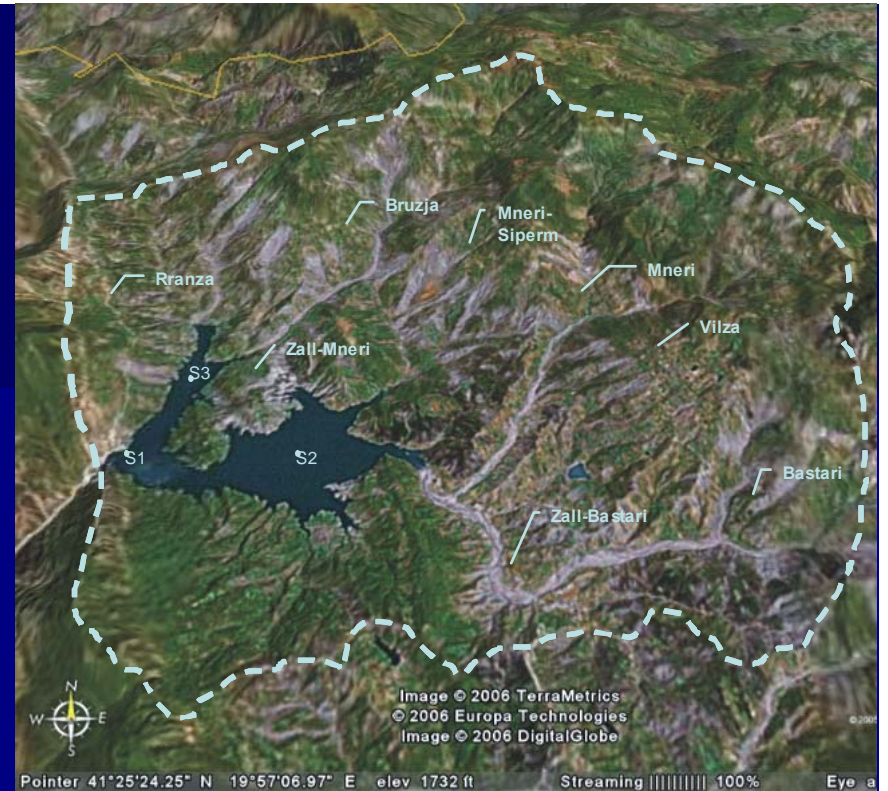 Bruzja
Mneri-
Siperm
Mneri
Rranza
Vilza
Zall-Mneri
S3
S1
S2
Bastari
Zall-Bastari
Image © 2006 TerraMetrics
© 2006 Europa Technologies
Image © 2006 DigitalGlobe
N
W E
S
©2005
Pointer 41°25'24.25" N 19°57'06.97" E elev 1732 ft Streaming |||||||||| 100% Eye a